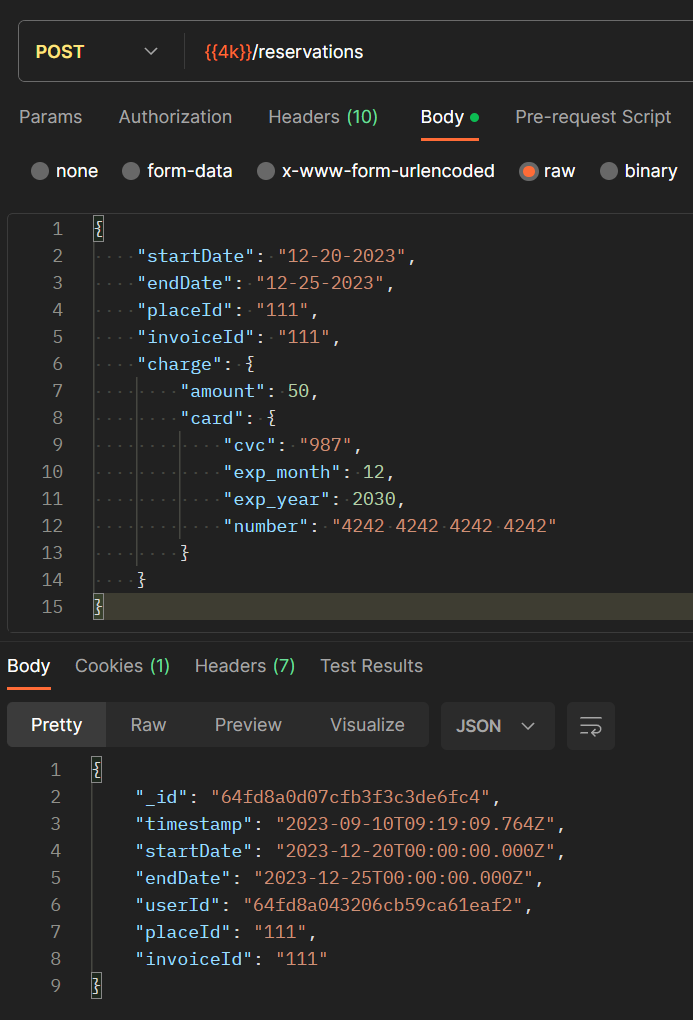 POST {{4k}}/reservations
Params Authorization Headers (10) Body Pre-request Script
none form-data x-www-form-urlencoded raw binary
1 {
2 "startDate": "12-20-2023",
3 "endDate": "12-25-2023",
4 "placeId": "111",
5 "invoiceId": "111",
6 "charge": {
7 "amount": 50,
8 "card": {
9 "cvc": "987",
10 "exp_month": 12,
11 "exp_year": 2030,
12 "number": "4242 4242 4242 4242"
13 }
14 }
15 }
Body Cookies (1) Headers (7) Test Results
Pretty Raw Preview Visualize JSON
1 {
2 "_id": "64fd8a0d07cfb3f3c3de6fc4",
3 "timestamp": "2023-09-10T09:19:09.764Z",
4 "startDate": "2023-12-20T00:00:00.000Z",
5 "endDate": "2023-12-25T00:00:00.000Z",
6 "userId": "64fd8a043206cb59ca61eaf2",
7 "placeId": "111",
8 "invoiceId": "111"
9 }